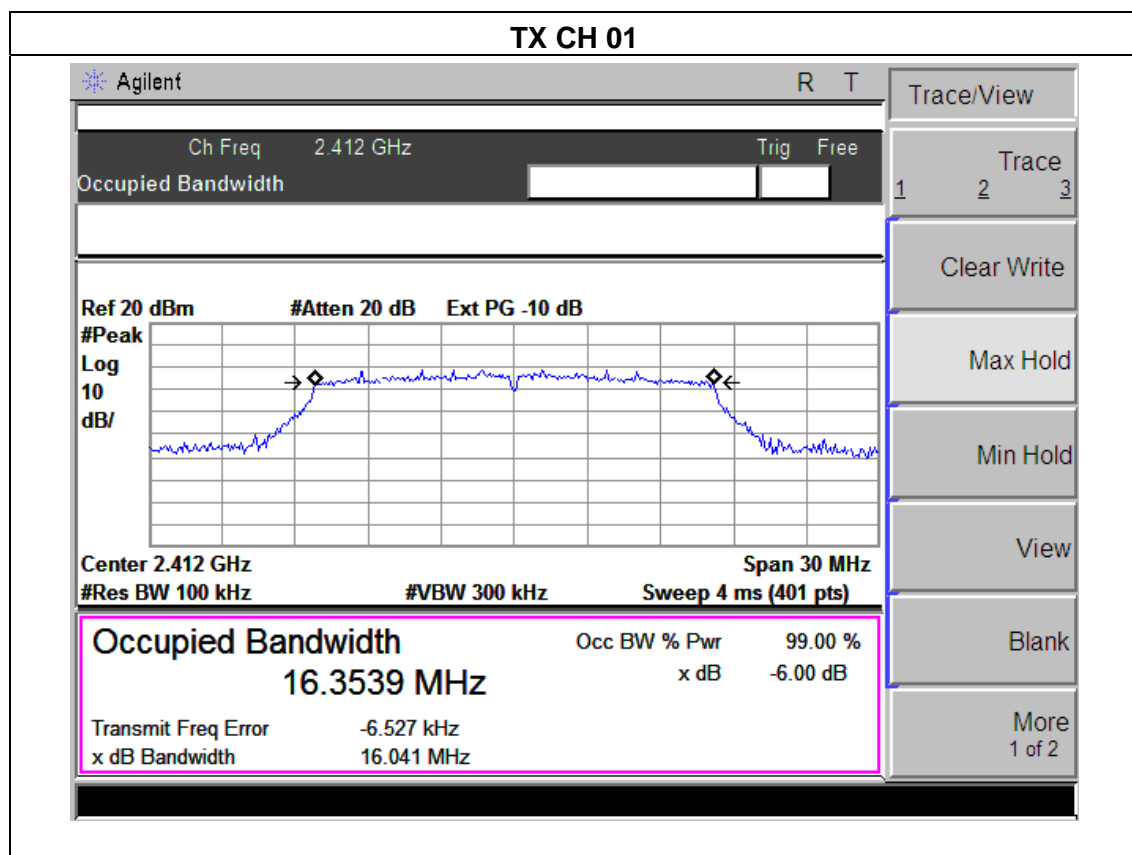 TX CH 01
Agilent R T
Trace/View
Ch Freq 2.412 GHz Trig Free
Occupied Bandwidth
Trace
1 2 3
Clear Write
Ref 20 dBm #Atten 20 dB Ext PG -10 dB
#Peak
Log
10
dB/
Max Hold
Min Hold
Center 2.412 GHz Span 30 MHz
#Res BW 100 kHz #VBW 300 kHz Sweep 4 ms (401 pts)
View
Occupied Bandwidth Occ BW % Pwr 99.00 %
16.3539 MHz x dB -6.00 dB
Blank
Transmit Freq Error -6.527 kHz
x dB Bandwidth 16.041 MHz
More
1 of 2